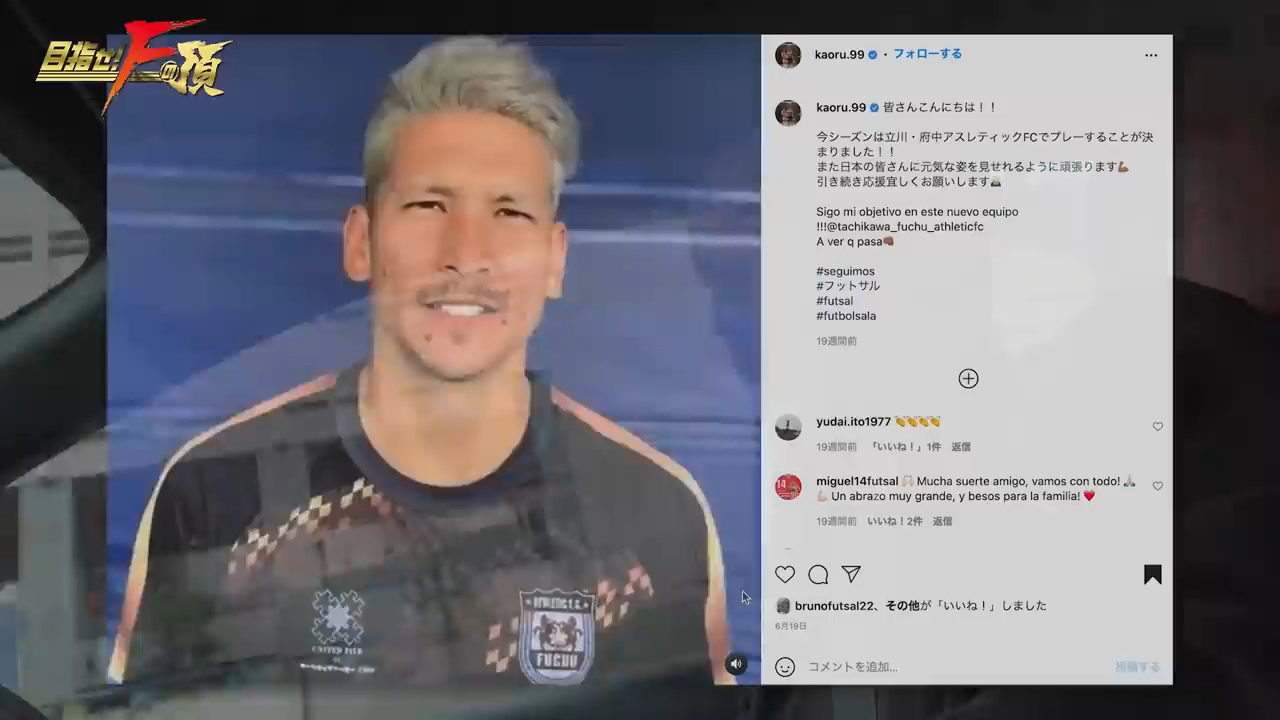 目指せ!Fの頂
kaoru.99 • フォローする
kaoru.99 皆さんこんにちは！！
今シーズンは立川・府中アスレティックFCでプレーすることが決
まりました！！
また日本の皆さんに元気な姿を見せれるように頑張ります💪🏾
引き続き応援宜しくお願いします🙇🏻
Sigo mi objetivo en este nuevo equipo
!!!@tachikawa_fuchu_athleticfc
A ver q pasa👊🏾
#seguimos
#フットサル
#futsal
#futbolsala
19週間前
yudai.ito1977 👏👏👏👏
19週間前 「いいね！」1件 返信
miguel14futsal 🙌🏻 Mucha suerte amigo, vamos con todo! 🙏🏻
💪🏻 Un abrazo muy grande, y besos para la familia! ❤️
19週間前 いいね！2件 返信
brunofutsal22、その他が「いいね！」しました
6月19日
コメントを追加...
投稿する
UNITED PIER
ATHLETIC F.C.
FUCHU
14